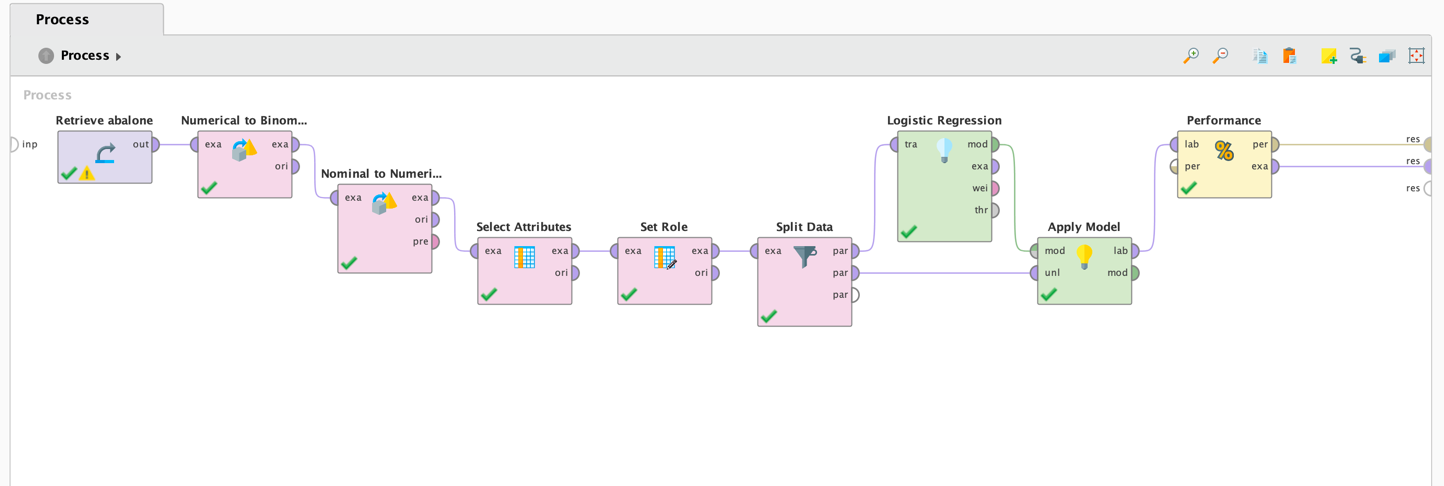 Process
Process
Process
Retrieve abalone
inp
out
Numerical to Binom...
exa
exa
ori
Nominal to Numeri...
exa
exa
ori
pre
Select Attributes
exa
exa
ori
Set Role
exa
exa
ori
Split Data
exa
par
par
par
Logistic Regression
tra
mod
exa
wei
thr
Apply Model
mod
lab
unl
mod
Performance
lab
per
per
exa
%
res
res
res